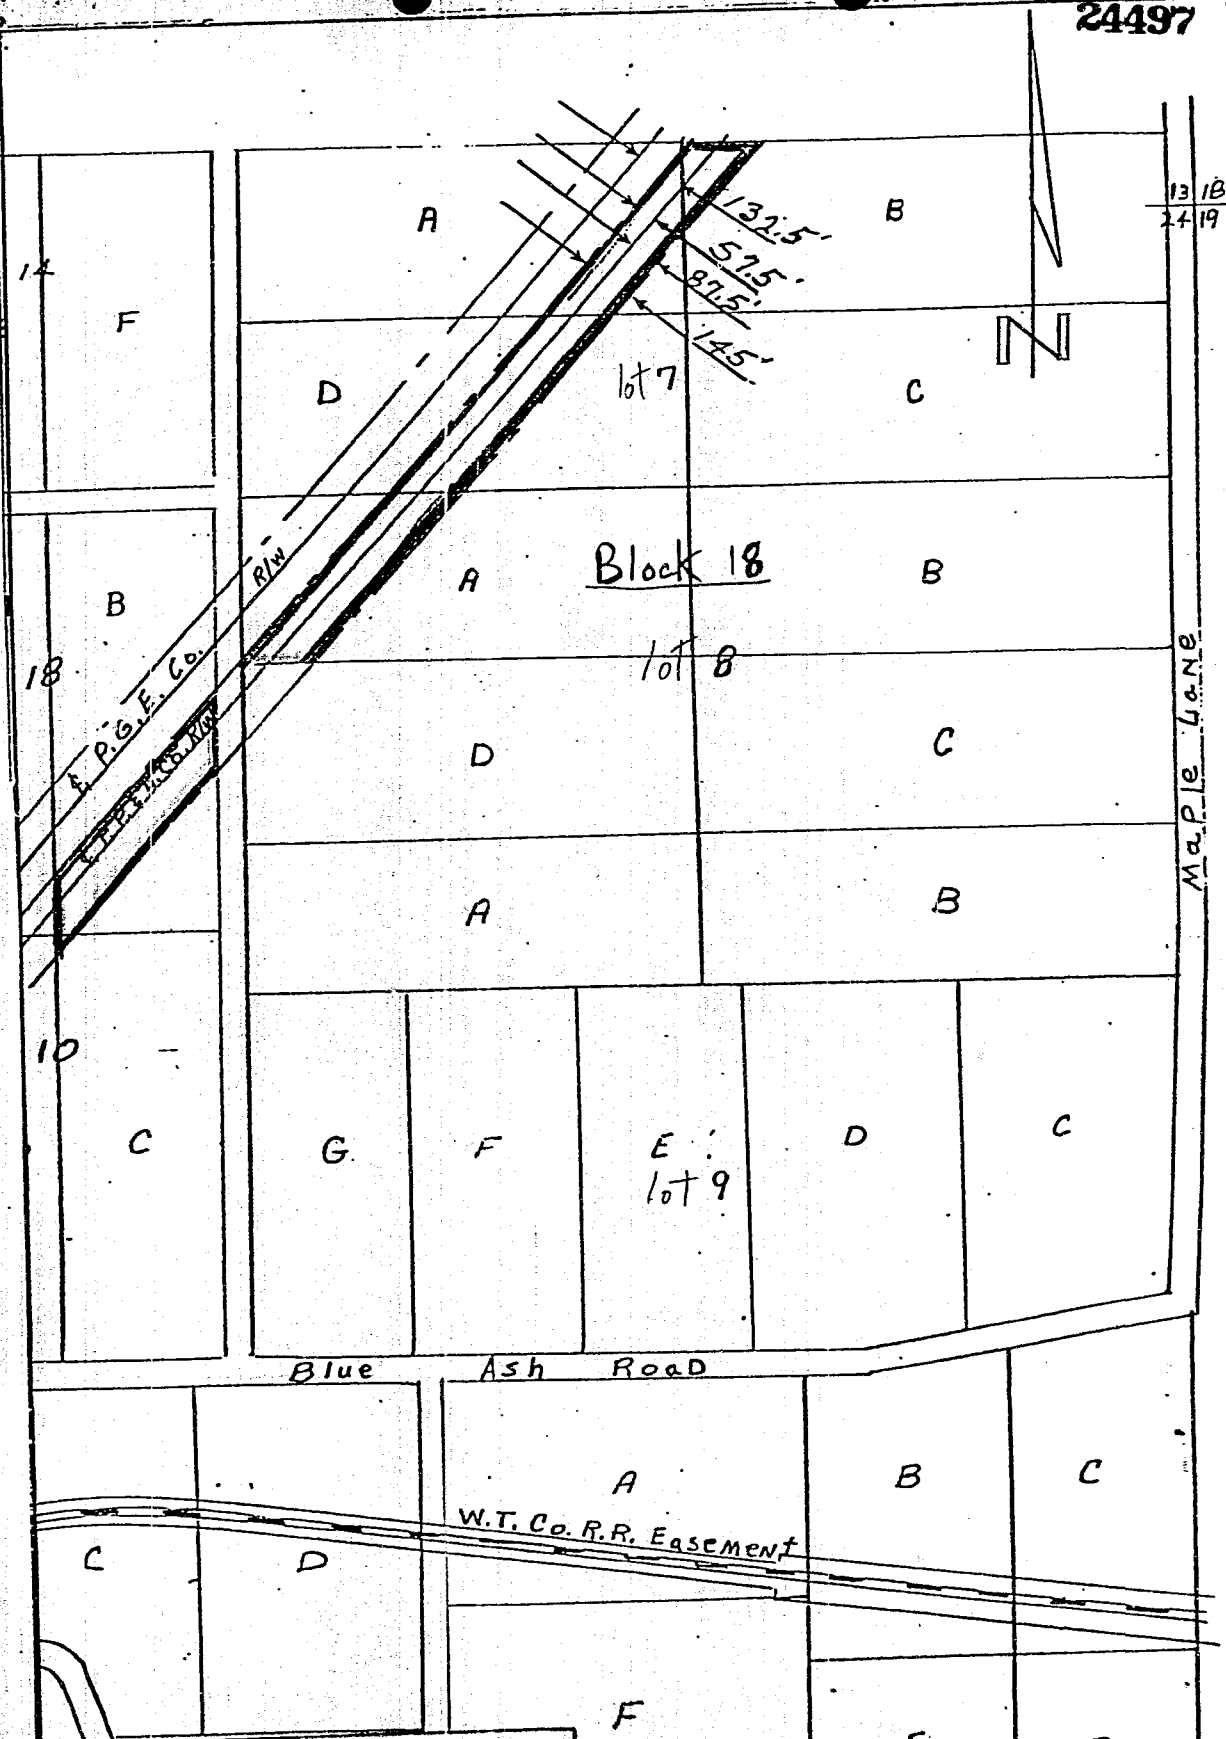 24497
13 18
24 19
A
B
132.5'
57.5'
87.5'
145'
14
F
N
D
lot 7
C
R/W
B
A
Block 18
B
18
lot 8
Maple Lane
℄ P.G.E. Co.
D
C
A
B
10
C
G.
F
E
lot 9
D
C
Blue Ash Road
A
B
C
W.T. Co. R.R. Easement
C
D
F